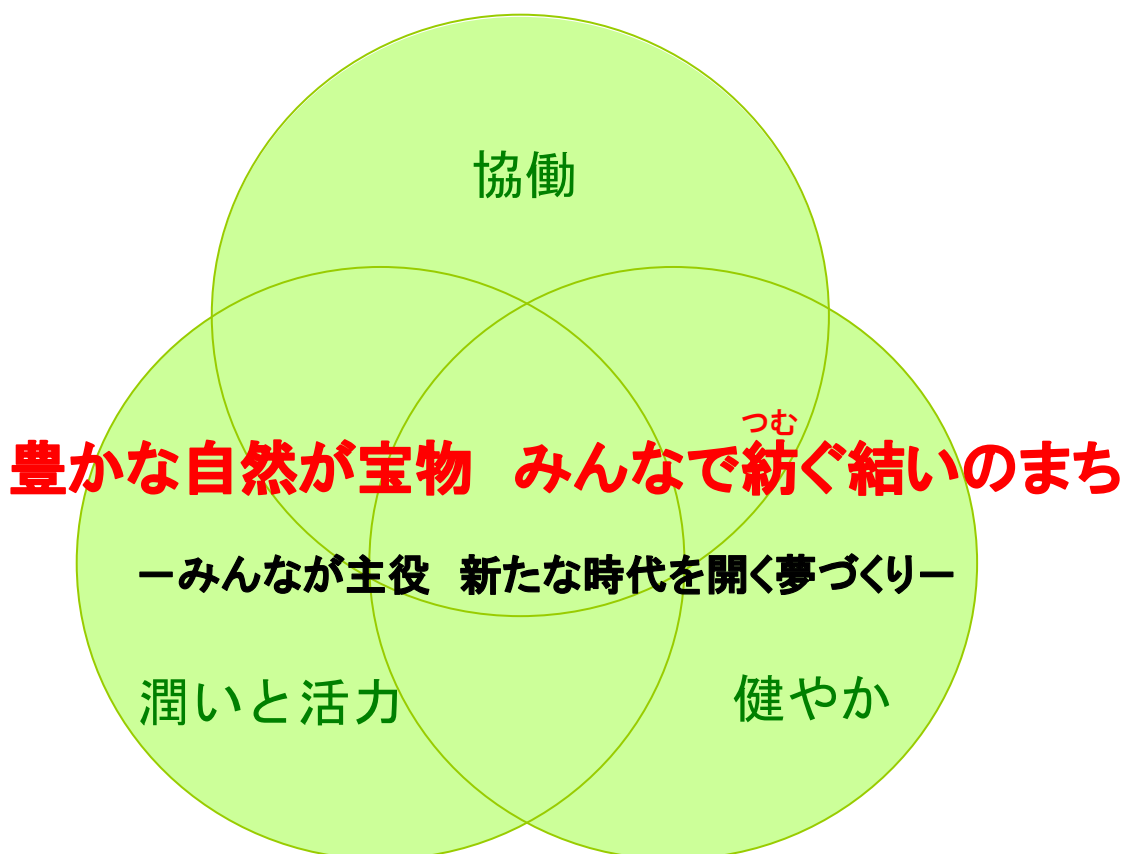 協働
つむ
豊かな自然が宝物　みんなで紡ぐ結いのまち
－みんなが主役　新たな時代を開く夢づくり－
潤いと活力
健やか